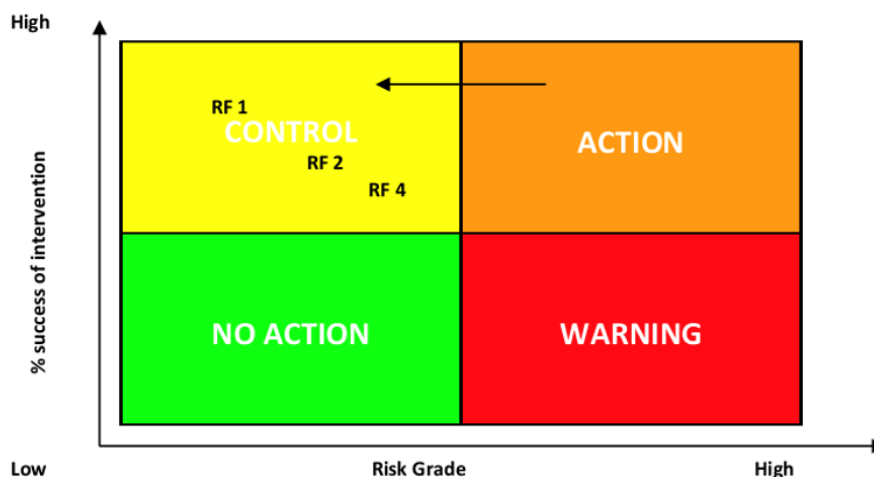 High
RF 1
CONTROL
ACTION
RF 2
RF 4
% success of intervention
NO ACTION
WARNING
Low
Risk Grade
High